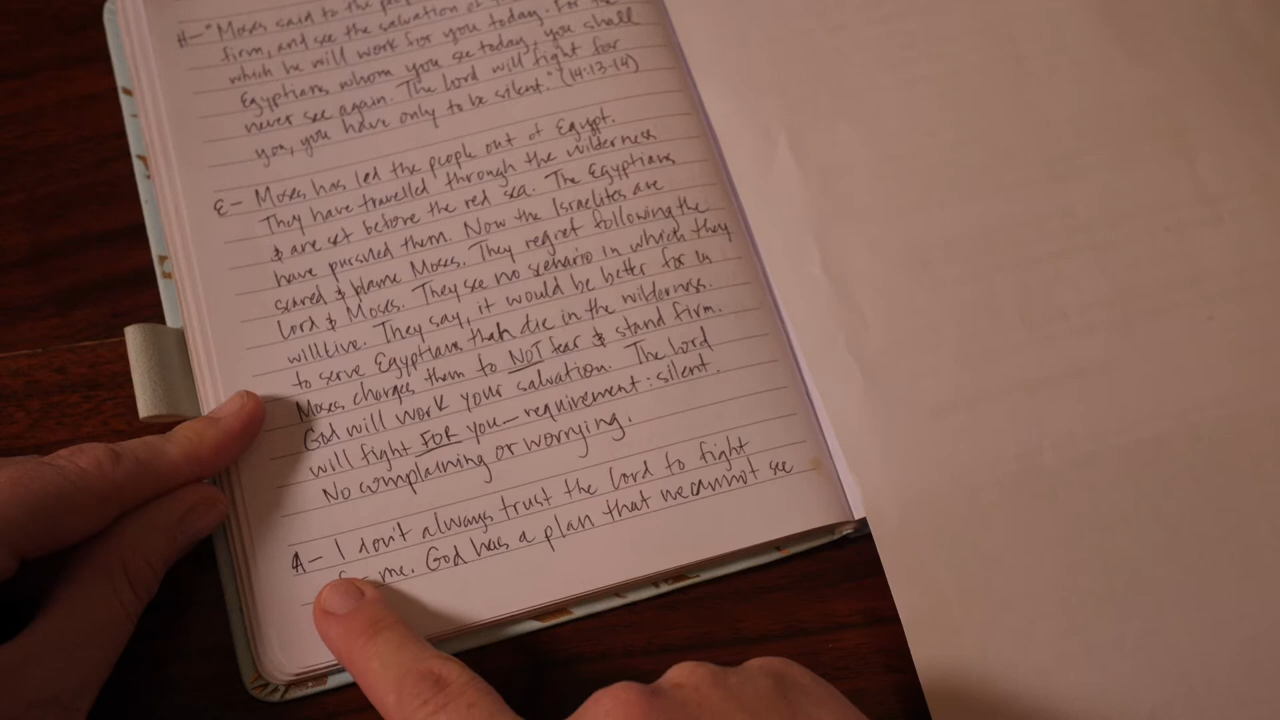 H-"Moses said to the peop
firm, and see the salvation of
which he will work for you today. For the
Egyptians whom you see today, you shall
never see again. The Lord will fight for
you, you have only to be silent." (14:13-14)
E- Moses has led the people out of Egypt.
They have travelled through the wilderness
& are set before the red sea. The Egyptians
have pursued them. Now the Israelites are
scared & blame Moses. They regret following the
Lord & Moses. They see no scenario in which they
will live. They say, it would be better for us
to serve Egyptians than die in the wilderness.
Moses charges them to NOT fear & stand firm.
God will work your salvation. The Lord
will fight FOR you-requirement: silent.
No complaining or worrying.
A- I don't always trust the Lord to fight
me. God has a plan that we cannot see